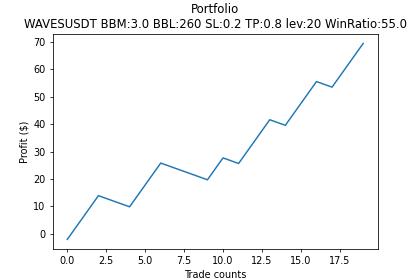 Portfolio
WAVESUSDT BBM:3.0 BBL:260 SL:0.2 TP:0.8 lev:20 WinRatio:55.0
70
60
50
40
30
20
10
0
Profit ($)
0.0 2.5 5.0 7.5 10.0 12.5 15.0 17.5
Trade counts